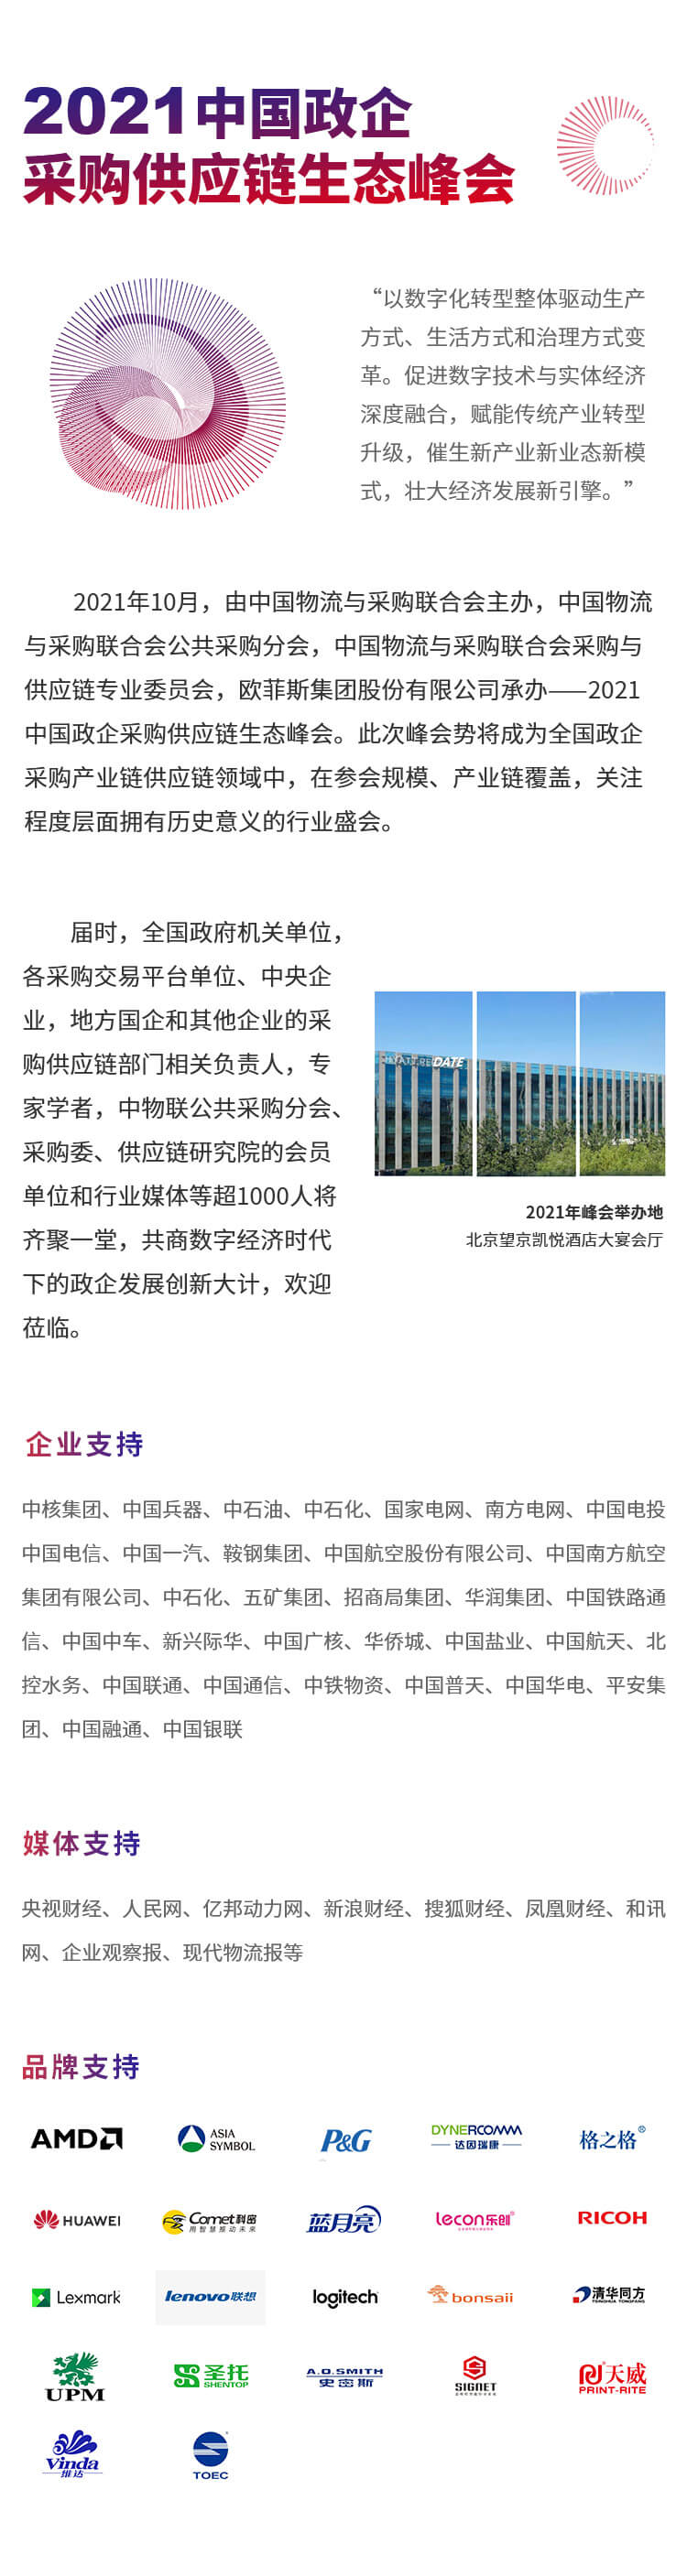 2021中国政企
采购供应链生态峰会
“以数字化转型整体驱动生产
方式、生活方式和治理方式变
革。促进数字技术与实体经济
深度融合，赋能传统产业转型
升级，催生新产业新业态新模
式，壮大经济发展新引擎。”
2021年10月，由中国物流与采购联合会主办，中国物流
与采购联合会公共采购分会，中国物流与采购联合会采购与
供应链专业委员会，欧菲斯集团股份有限公司承办——2021
中国政企采购供应链生态峰会。此次峰会势将成为全国政企
采购产业链供应链领域中，在参会规模、产业链覆盖，关注
程度层面拥有历史意义的行业盛会。
届时，全国政府机关单位，
各采购交易平台单位、中央企
业，地方国企和其他企业的采
购供应链部门相关负责人，专
家学者，中物联公共采购分会、
采购委、供应链研究院的会员
单位和行业媒体等超1000人将
齐聚一堂，共商数字经济时代
下的政企发展创新大计，欢迎
莅临。
2021年峰会举办地
北京望京凯悦酒店大宴会厅
企业支持
中核集团、中国兵器、中石油、中石化、国家电网、南方电网、中国电投
中国电信、中国一汽、鞍钢集团、中国航空股份有限公司、中国南方航空
集团有限公司、中石化、五矿集团、招商局集团、华润集团、中国铁路通
信、中国中车、新兴际华、中国广核、华侨城、中国盐业、中国航天、北
控水务、中国联通、中国通信、中铁物资、中国普天、中国华电、平安集
团、中国融通、中国银联
媒体支持
央视财经、人民网、亿邦动力网、新浪财经、搜狐财经、凤凰财经、和讯
网、企业观察报、现代物流报等
品牌支持
AMD
ASIA
SYMBOL
P&G
DYNERCOMM
达因瑞康
格之格®
HUAWEI
Comet科密
用智慧推动未来
蓝月亮
Lecon乐创®
RICOH
Lexmark
lenovo联想
logitech
bonsaii
清华同方
TSINGHUA TONGFANG
UPM
圣托
SHENTOP
A.O.SMITH
史密斯
SIGNET
天威
PRINT-RITE
Vinda
维达
TOEC